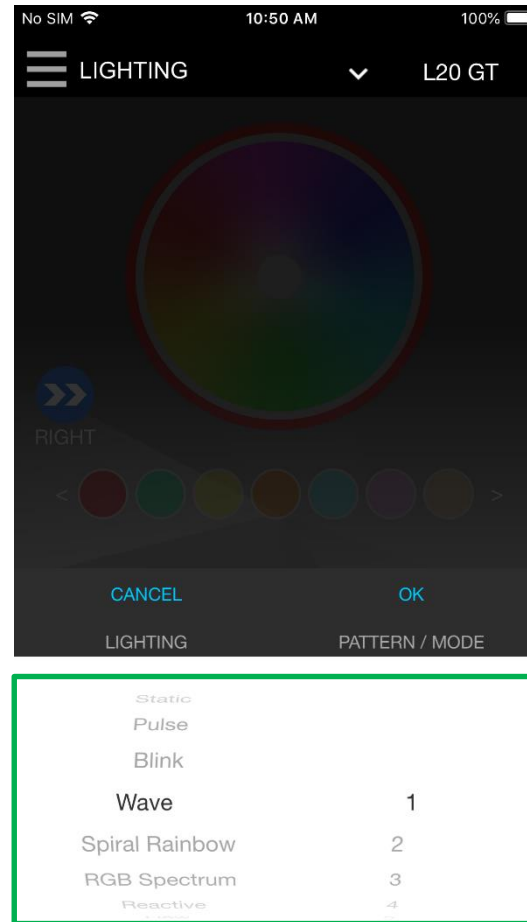 No SIM 10:50 AM 100%
LIGHTING L20 GT
RIGHT
< >
CANCEL OK
LIGHTING PATTERN / MODE
Static
Pulse
Blink
Wave 1
Spiral Rainbow 2
RGB Spectrum 3
Reactive 4